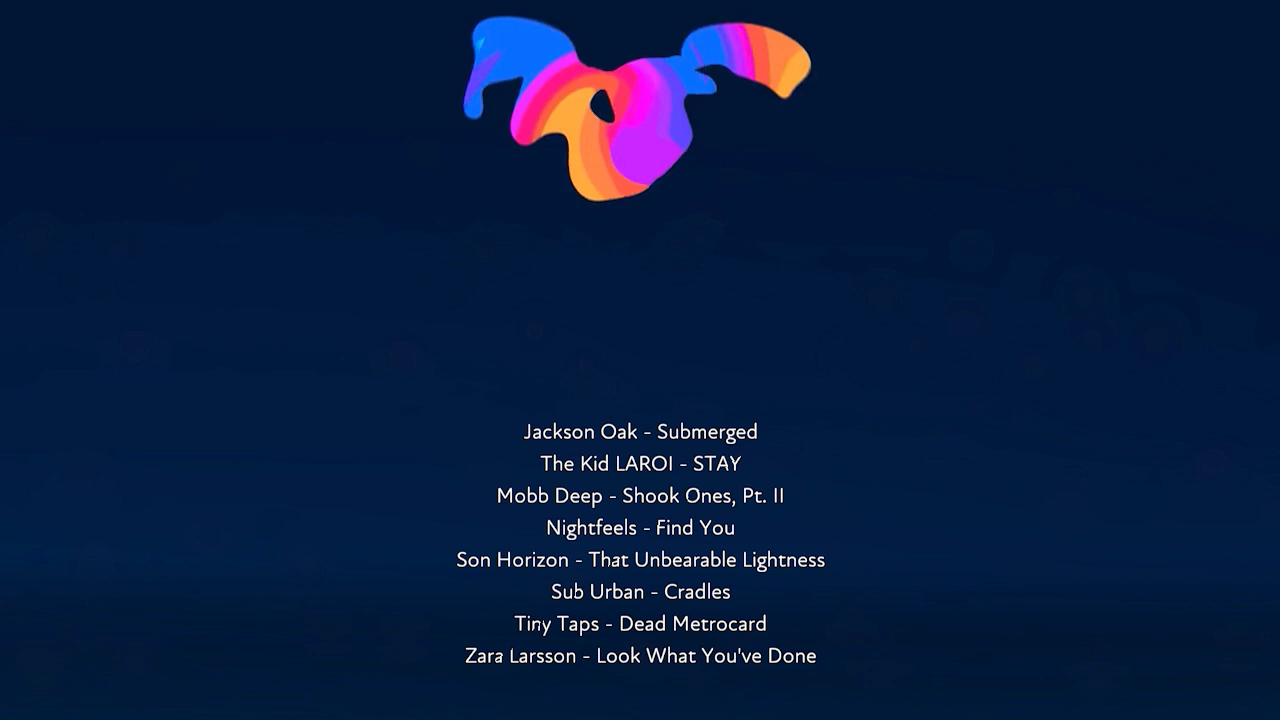 Jackson Oak - Submerged
The Kid LAROI - STAY
Mobb Deep - Shook Ones, Pt. II
Nightfeels - Find You
Son Horizon - That Unbearable Lightness
Sub Urban - Cradles
Tiny Taps - Dead Metrocard
Zara Larsson - Look What You've Done